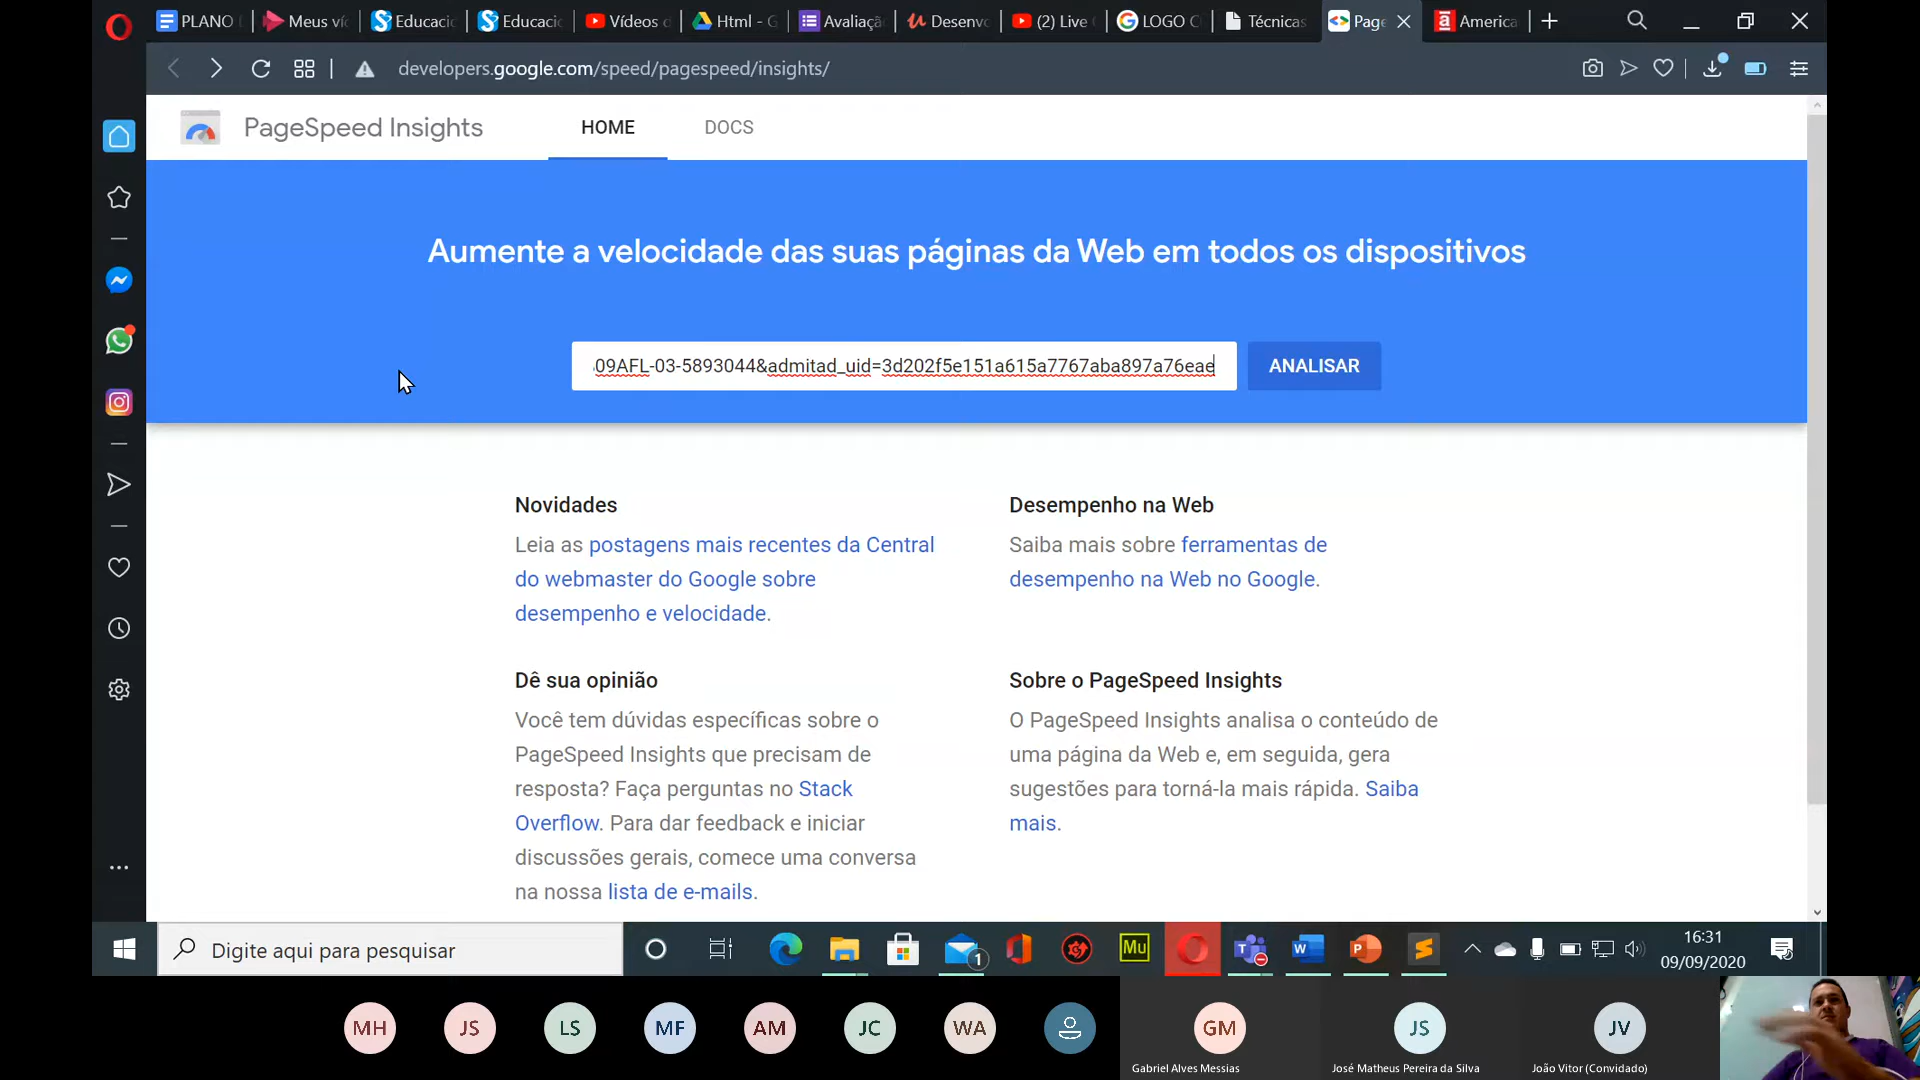 PLANO
Meus víc
Educaci
Educaci
Vídeos
Html - G
Avaliaçã
Desenv
(2) Live
LOGO
Técnicas
Page
America
developers.google.com/speed/pagespeed/insights/
PageSpeed Insights
HOME
DOCS
Aumente a velocidade das suas páginas da Web em todos os dispositivos
09AFL-03-5893044&admitad_uid=3d202f5e151a615a7767aba897a76eae
ANALISAR
Novidades
Leia as postagens mais recentes da Central
do webmaster do Google sobre
desempenho e velocidade.
Desempenho na Web
Saiba mais sobre ferramentas de
desempenho na Web no Google.
Dê sua opinião
Você tem dúvidas específicas sobre o
PageSpeed Insights que precisam de
resposta? Faça perguntas no Stack
Overflow. Para dar feedback e iniciar
discussões gerais, comece uma conversa
na nossa lista de e-mails.
Sobre o PageSpeed Insights
O PageSpeed Insights analisa o conteúdo de
uma página da Web e, em seguida, gera
sugestões para torná-la mais rápida. Saiba
mais.
Digite aqui para pesquisar
1
Mu
16:31
09/09/2020
MH
JS
LS
MF
AM
JC
WA
GM
JS
JV
Gabriel Alves Messias
José Matheus Pereira da Silva
João Vitor (Convidado)